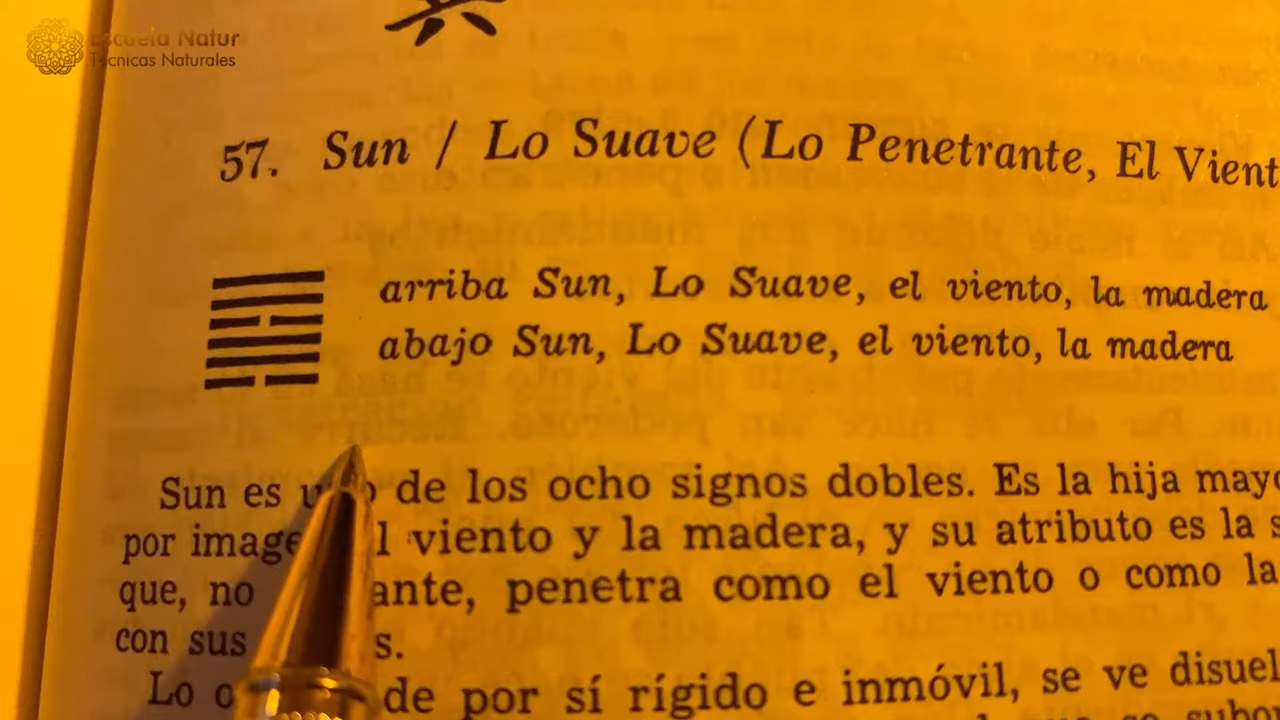 Escuela Natur
Técnicas Naturales
57. Sun / Lo Suave (Lo Penetrante, El Vient
arriba Sun, Lo Suave, el viento, la madera
abajo Sun, Lo Suave, el viento, la madera
Sun es de los ocho signos dobles. Es la hija mayo
por image l viento y la madera, y su atributo es la s
que, no ante, penetra como el viento o como la
con sus s.
Lo o de por sí rígido e inmóvil, se ve disuel